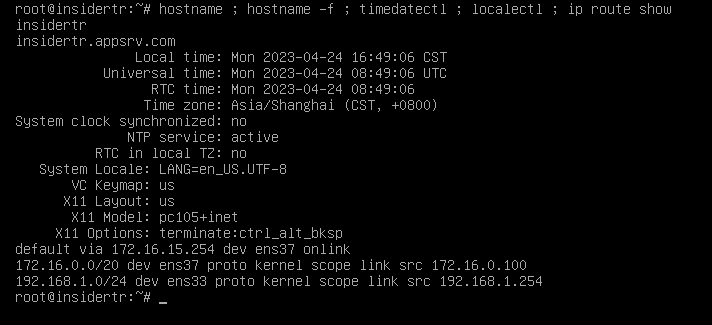 root@insidertr:~# hostname ; hostname -f ; timedatectl ; localectl ; ip route show
insidertr
insidertr.appsrv.com
Local time: Mon 2023-04-24 16:49:06 CST
Universal time: Mon 2023-04-24 08:49:06 UTC
RTC time: Mon 2023-04-24 08:49:06
Time zone: Asia/Shanghai (CST, +0800)
System clock synchronized: no
NTP service: active
RTC in local TZ: no
System Locale: LANG=en_US.UTF-8
VC Keymap: us
X11 Layout: us
X11 Model: pc105+inet
X11 Options: terminate:ctrl_alt_bksp
default via 172.16.15.254 dev ens37 onlink
172.16.0.0/20 dev ens37 proto kernel scope link src 172.16.0.100
192.168.1.0/24 dev ens33 proto kernel scope link src 192.168.1.254
root@insidertr:~# _